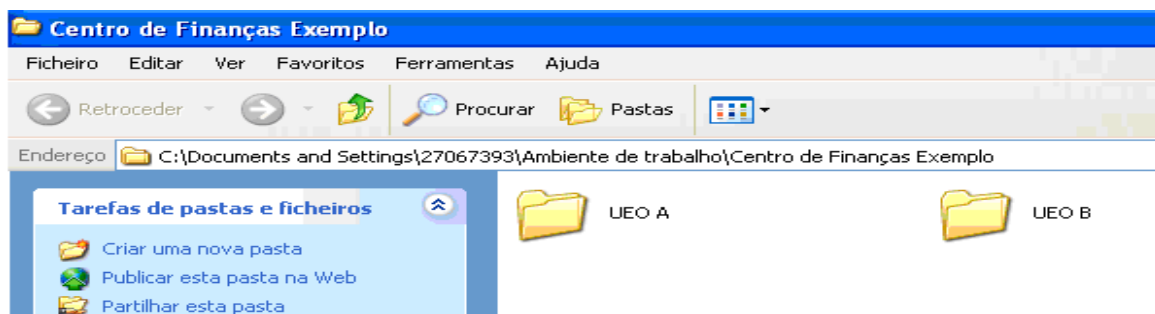 Centro de Finanças Exemplo
Ficheiro Editar Ver Favoritos Ferramentas Ajuda
Retroceder Procurar Pastas
Endereço C:\Documents and Settings\27067393\Ambiente de trabalho\Centro de Finanças Exemplo
Tarefas de pastas e ficheiros
Criar uma nova pasta
Publicar esta pasta na Web
Partilhar esta pasta
UEO A
UEO B